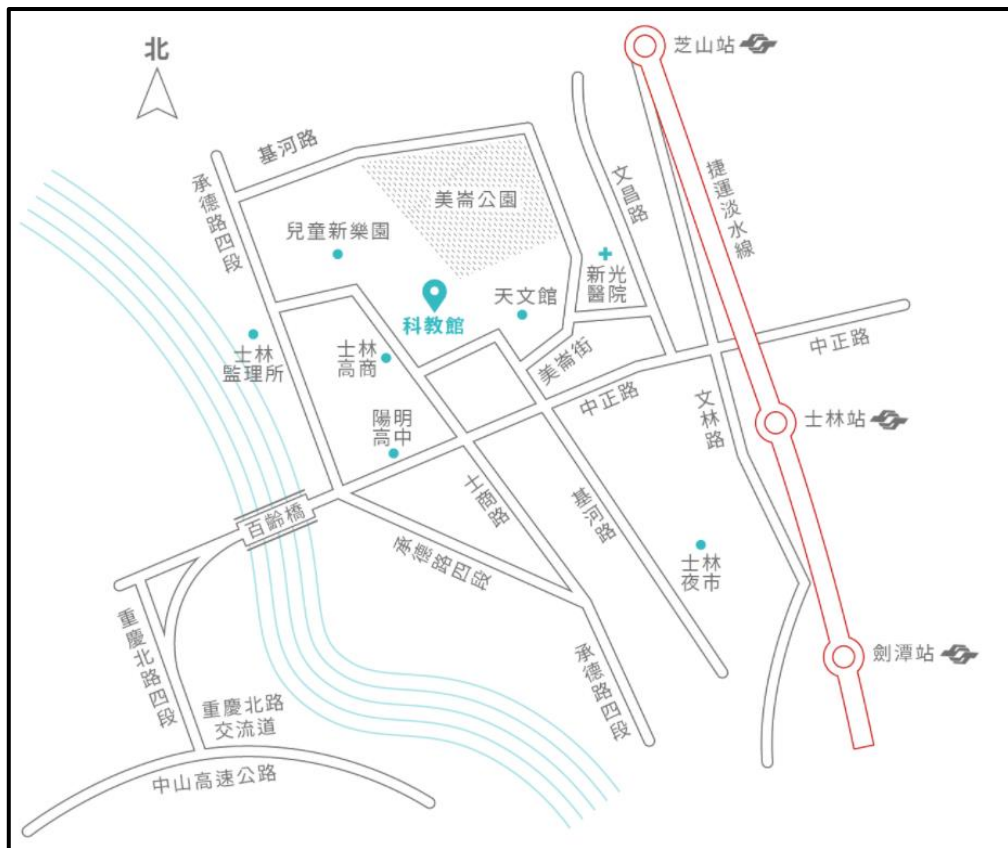 北
芝山站
基河路
承德路四段
文昌路
捷運淡水線
美崙公園
兒童新樂園
新光
醫院
天文館
科教館
士林
監理所
士林
高商
美崙街
中正路
中正路
陽明
高中
文林路
士林站
士商路
基河路
百齡橋
承德路四段
士林
夜市
重慶北路四段
劍潭站
承德路四段
重慶北路
交流道
中山高速公路